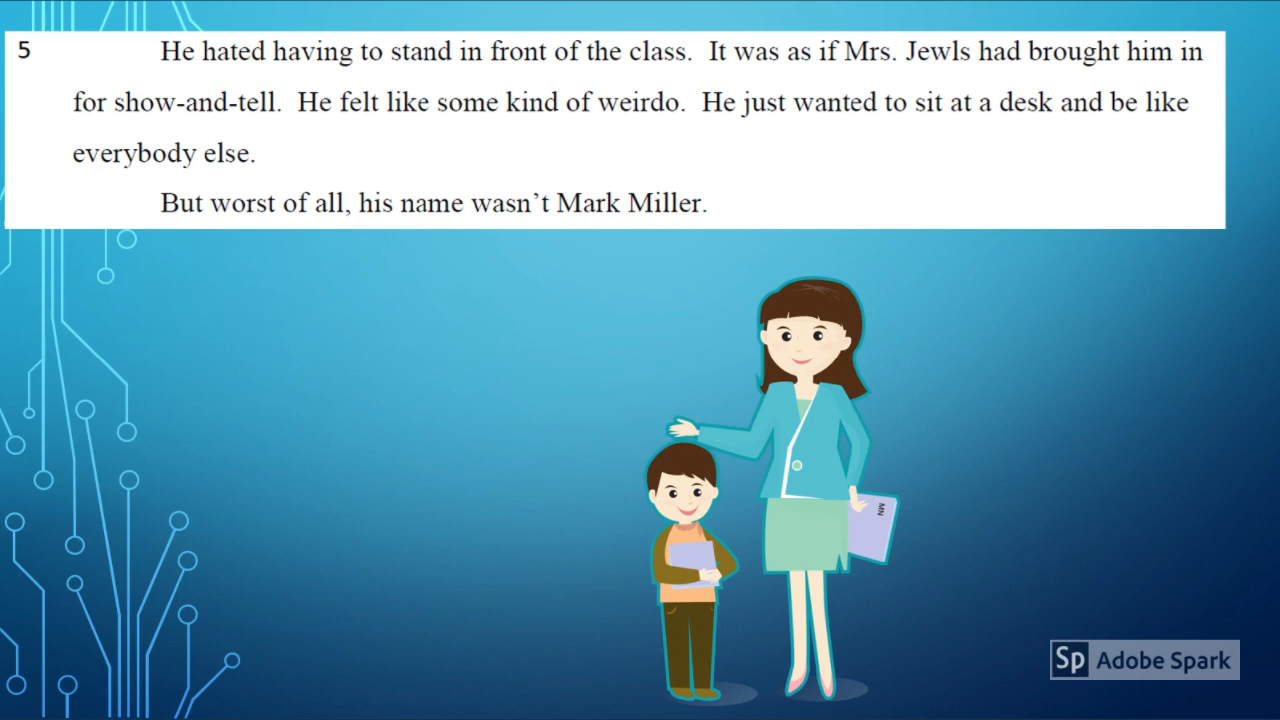 5 He hated having to stand in front of the class.  It was as if Mrs. Jewls had brought him in
for show-and-tell.  He felt like some kind of weirdo.  He just wanted to sit at a desk and be like
everybody else.
But worst of all, his name wasn’t Mark Miller.
MN
Sp Adobe Spark